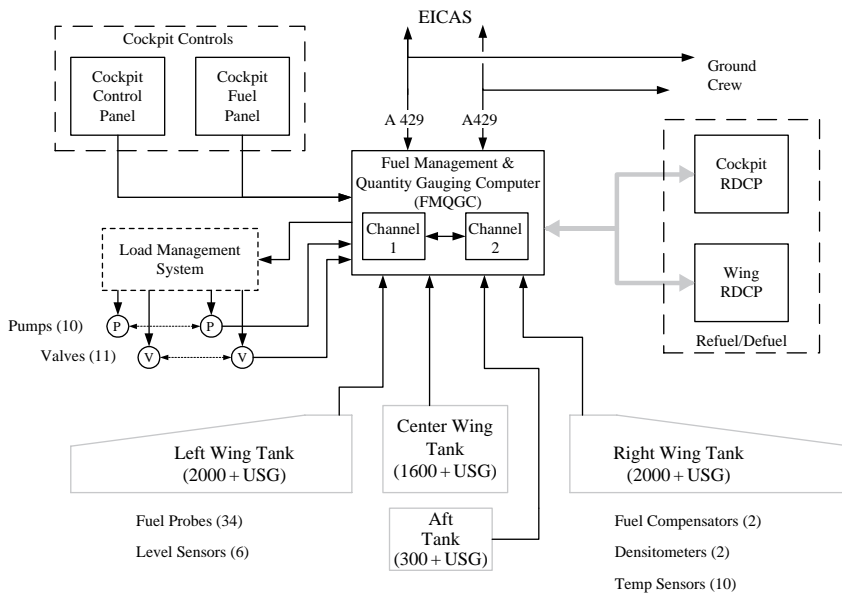 EICAS
Cockpit Controls
Cockpit
Control
Panel
Cockpit
Fuel
Panel
Ground
Crew
A 429
A429
Fuel Management &
Quantity Gauging Computer
(FMQGC)
Channel
1
Channel
2
Cockpit
RDCP
Wing
RDCP
Refuel/Defuel
Load Management
System
Pumps (10)
P
P
Valves (11)
V
V
Left Wing Tank
(2000 + USG)
Center Wing
Tank
(1600 + USG)
Right Wing Tank
(2000 + USG)
Aft
Tank
(300 + USG)
Fuel Probes (34)
Level Sensors (6)
Fuel Compensators (2)
Densitometers (2)
Temp Sensors (10)